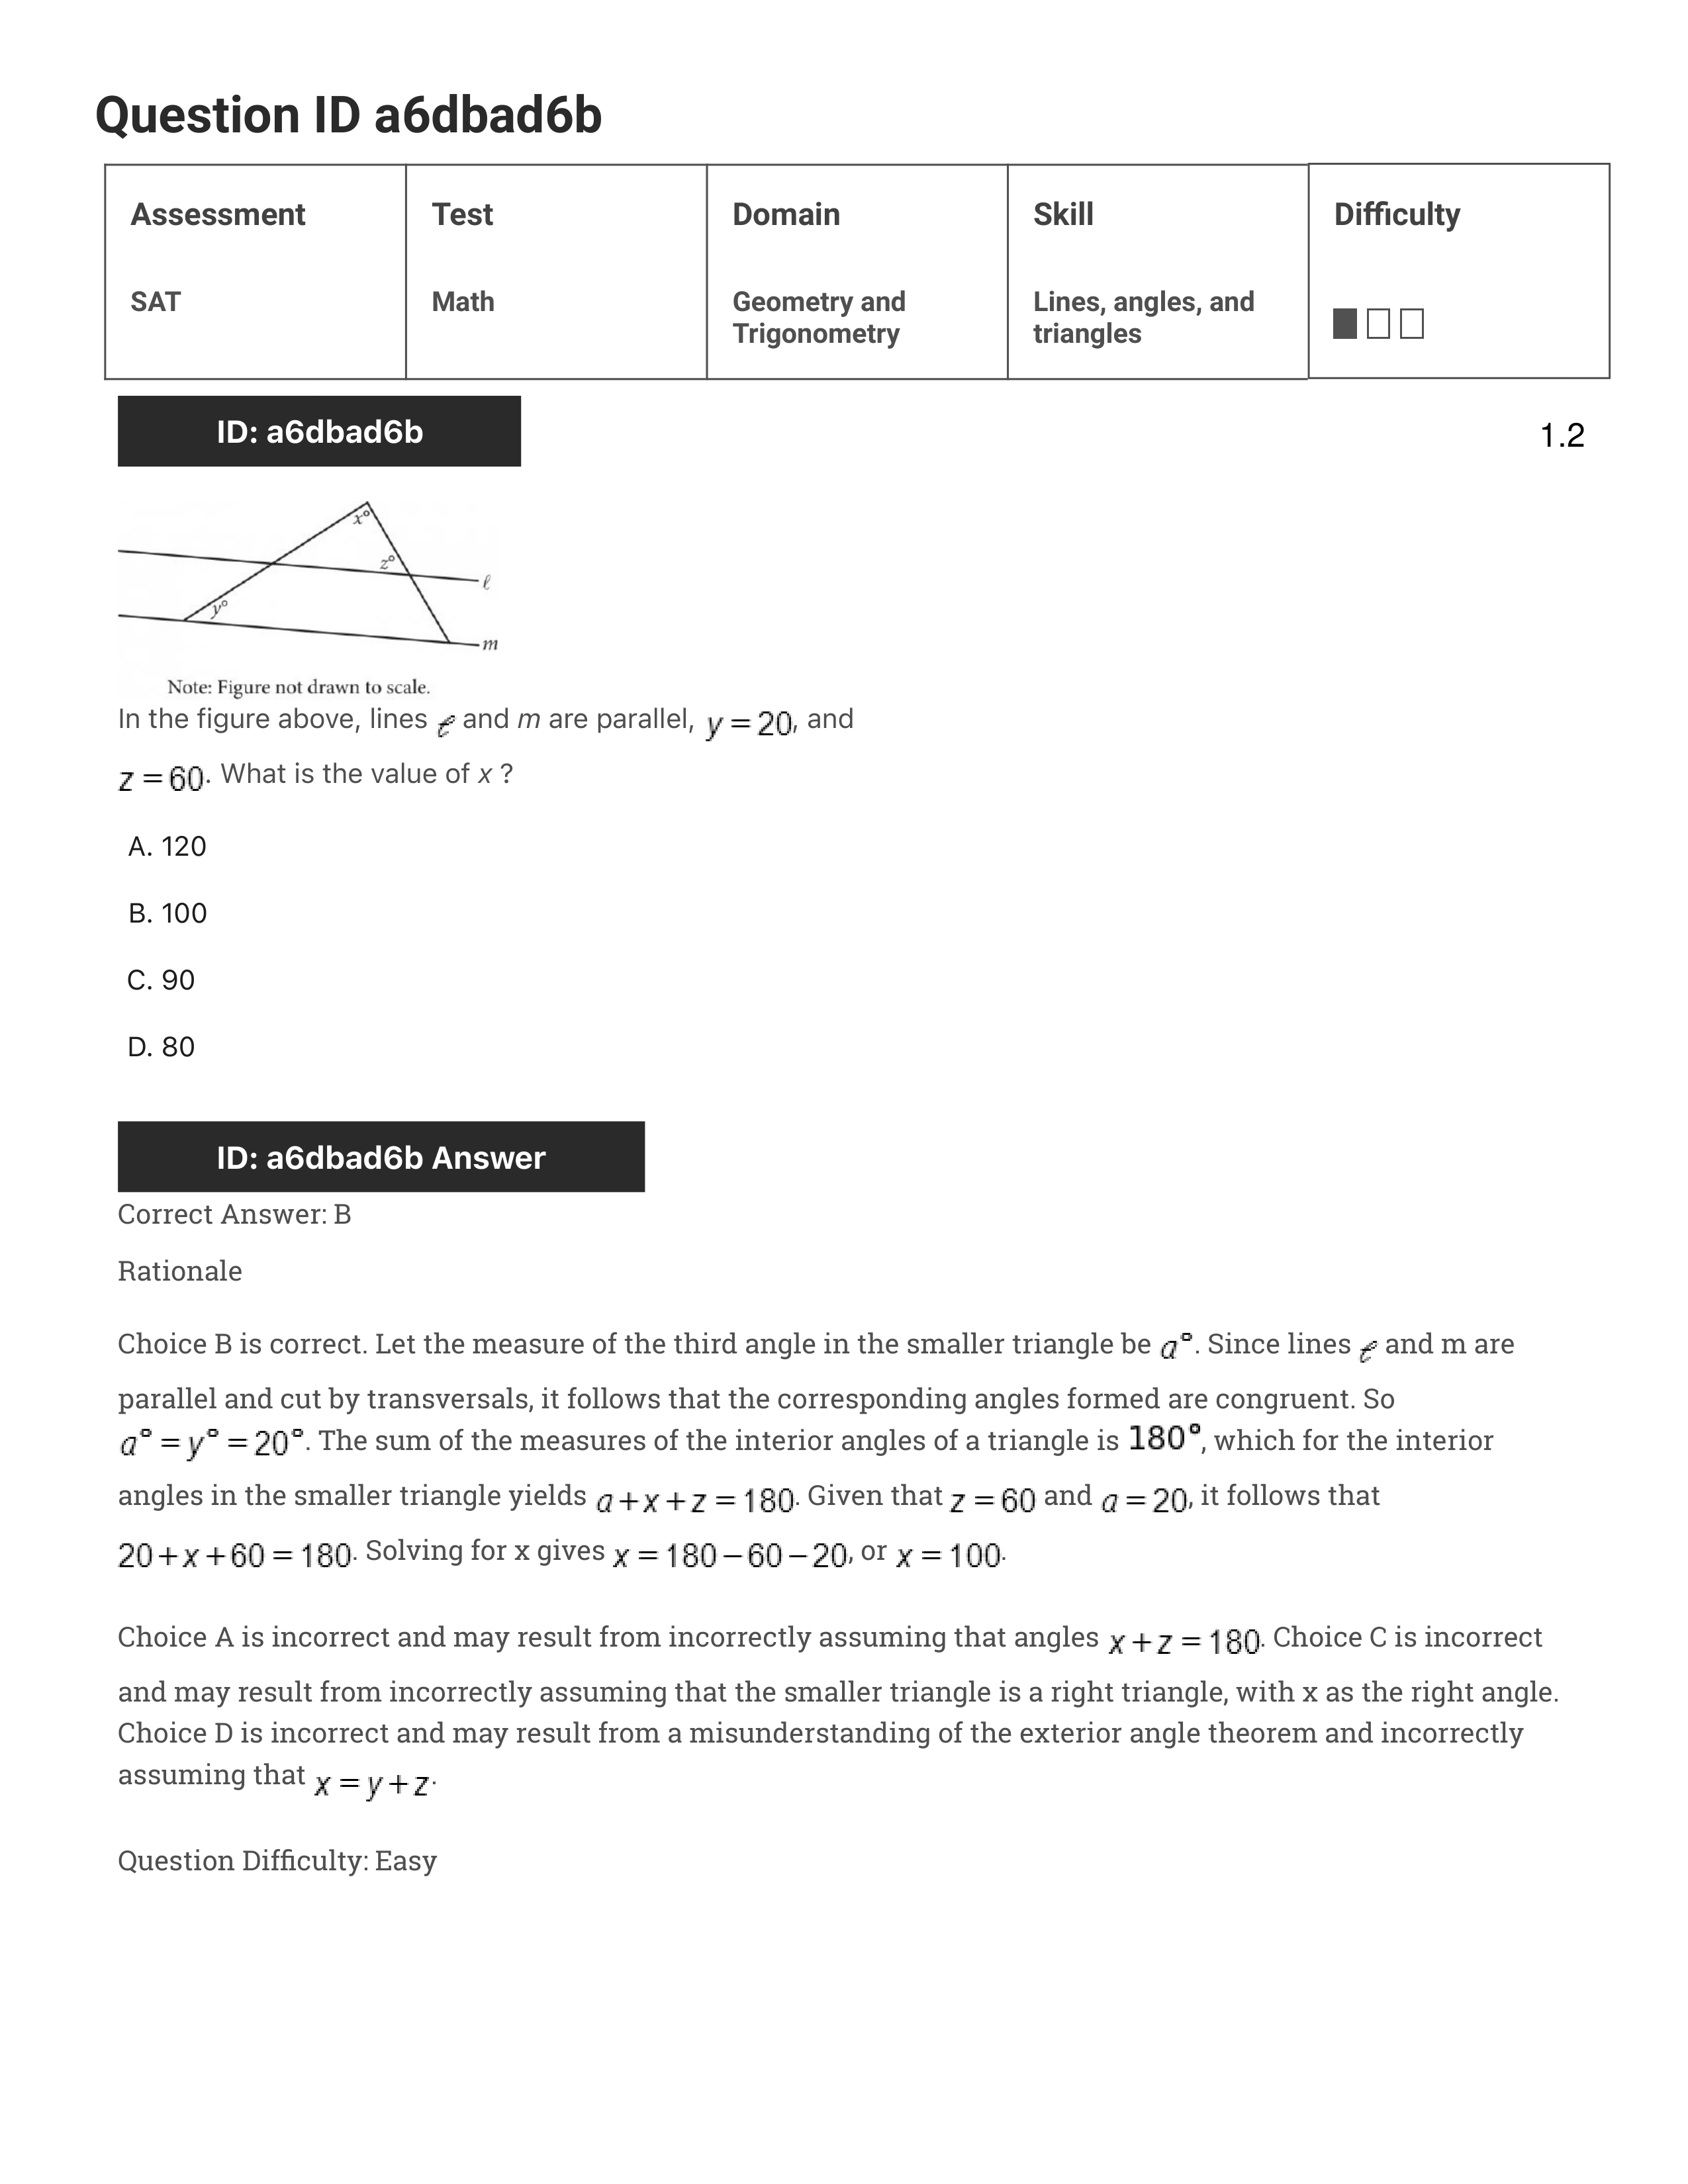 Question ID a6dbad6b
Assessment Test Domain Skill Difficulty
SAT Math Geometry and Trigonometry Lines, angles, and triangles
ID: a6dbad6b
1.2
x°
z°
ℓ
y°
m
Note: Figure not drawn to scale.
In the figure above, lines ℓ and m are parallel, y = 20, and
z = 60. What is the value of x ?
A. 120
B. 100
C. 90
D. 80
ID: a6dbad6b Answer
Correct Answer: B
Rationale
Choice B is correct. Let the measure of the third angle in the smaller triangle be a°. Since lines ℓ and m are
parallel and cut by transversals, it follows that the corresponding angles formed are congruent. So
a° = y° = 20°. The sum of the measures of the interior angles of a triangle is 180°, which for the interior
angles in the smaller triangle yields a + x + z = 180. Given that z = 60 and a = 20, it follows that
20 + x + 60 = 180. Solving for x gives x = 180 − 60 − 20, or x = 100.
Choice A is incorrect and may result from incorrectly assuming that angles x + z = 180. Choice C is incorrect
and may result from incorrectly assuming that the smaller triangle is a right triangle, with x as the right angle.
Choice D is incorrect and may result from a misunderstanding of the exterior angle theorem and incorrectly
assuming that x = y + z.
Question Difficulty: Easy